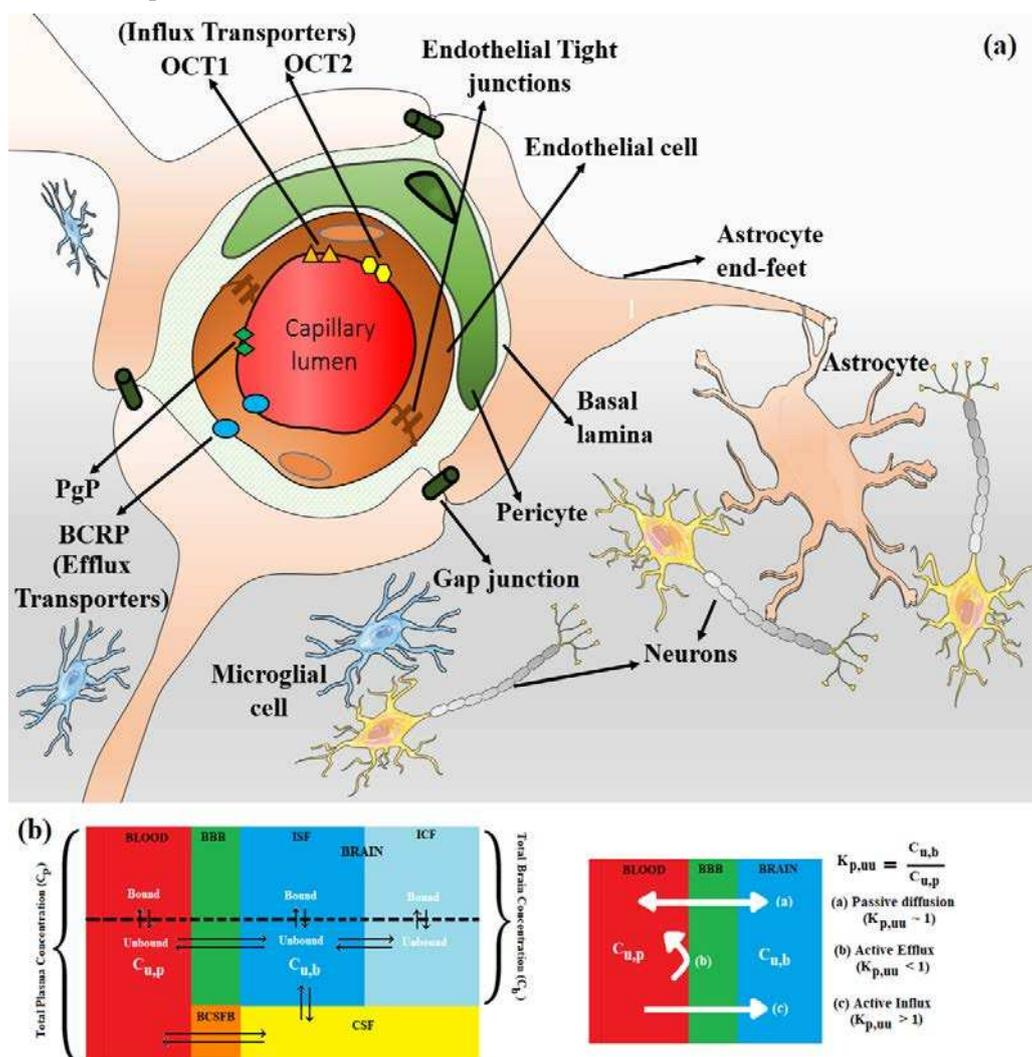 (a)
(Influx Transporters)
OCT1 OCT2
Endothelial Tight
junctions
Endothelial cell
Astrocyte
end-feet
Capillary
lumen
Astrocyte
Basal
lamina
PgP
Pericyte
BCRP
(Efflux
Transporters)
Gap junction
Neurons
Microglial
cell
(b)
Total Plasma Concentration (Cp)
BLOOD BBB ISF ICF
BRAIN
Bound Bound Bound
Unbound Unbound Unbound
Cu,p Cu,b
BCSFB CSF
Total Brain Concentration (Cb)
BLOOD BBB BRAIN
(a)
Cu,p (b) Cu,b
(c)
Kp,uu = Cu,b
Cu,p
(a) Passive diffusion
(Kp,uu ~ 1)
(b) Active Efflux
(Kp,uu < 1)
(c) Active Influx
(Kp,uu > 1)